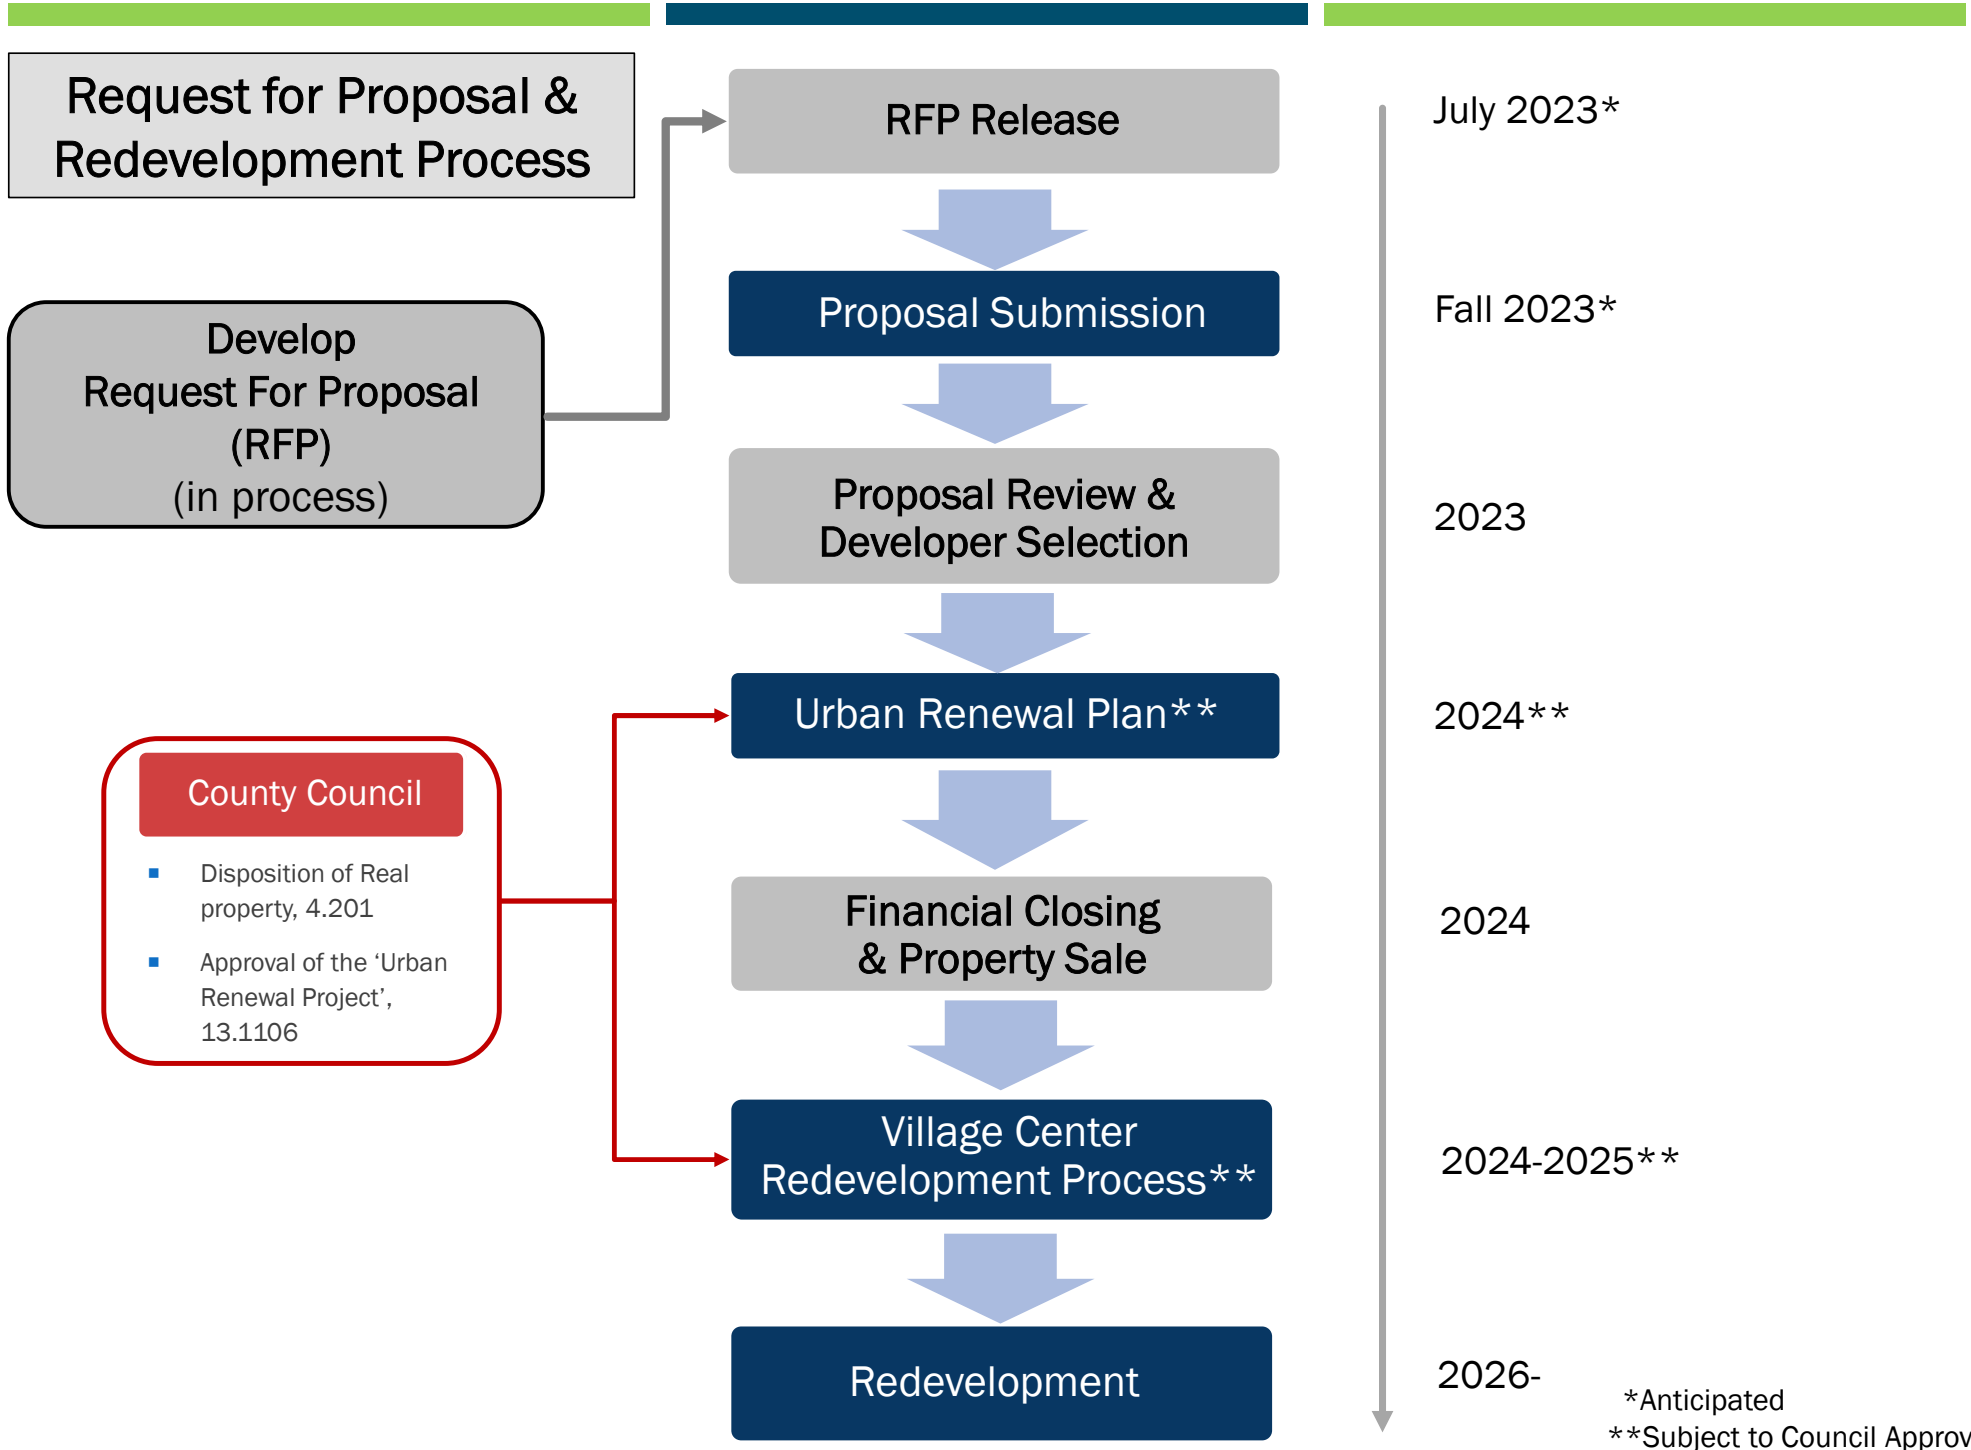 Request for Proposal &
Redevelopment Process
Develop
Request For Proposal
(RFP)
(in process)
County Council
Disposition of Real
property, 4.201
Approval of the ‘Urban
Renewal Project’,
13.1106
RFP Release
Proposal Submission
Proposal Review &
Developer Selection
Urban Renewal Plan**
Financial Closing
& Property Sale
Village Center
Redevelopment Process**
Redevelopment
July 2023*
Fall 2023*
2023
2024**
2024
2024-2025**
2026-
*Anticipated
**Subject to Council Approv